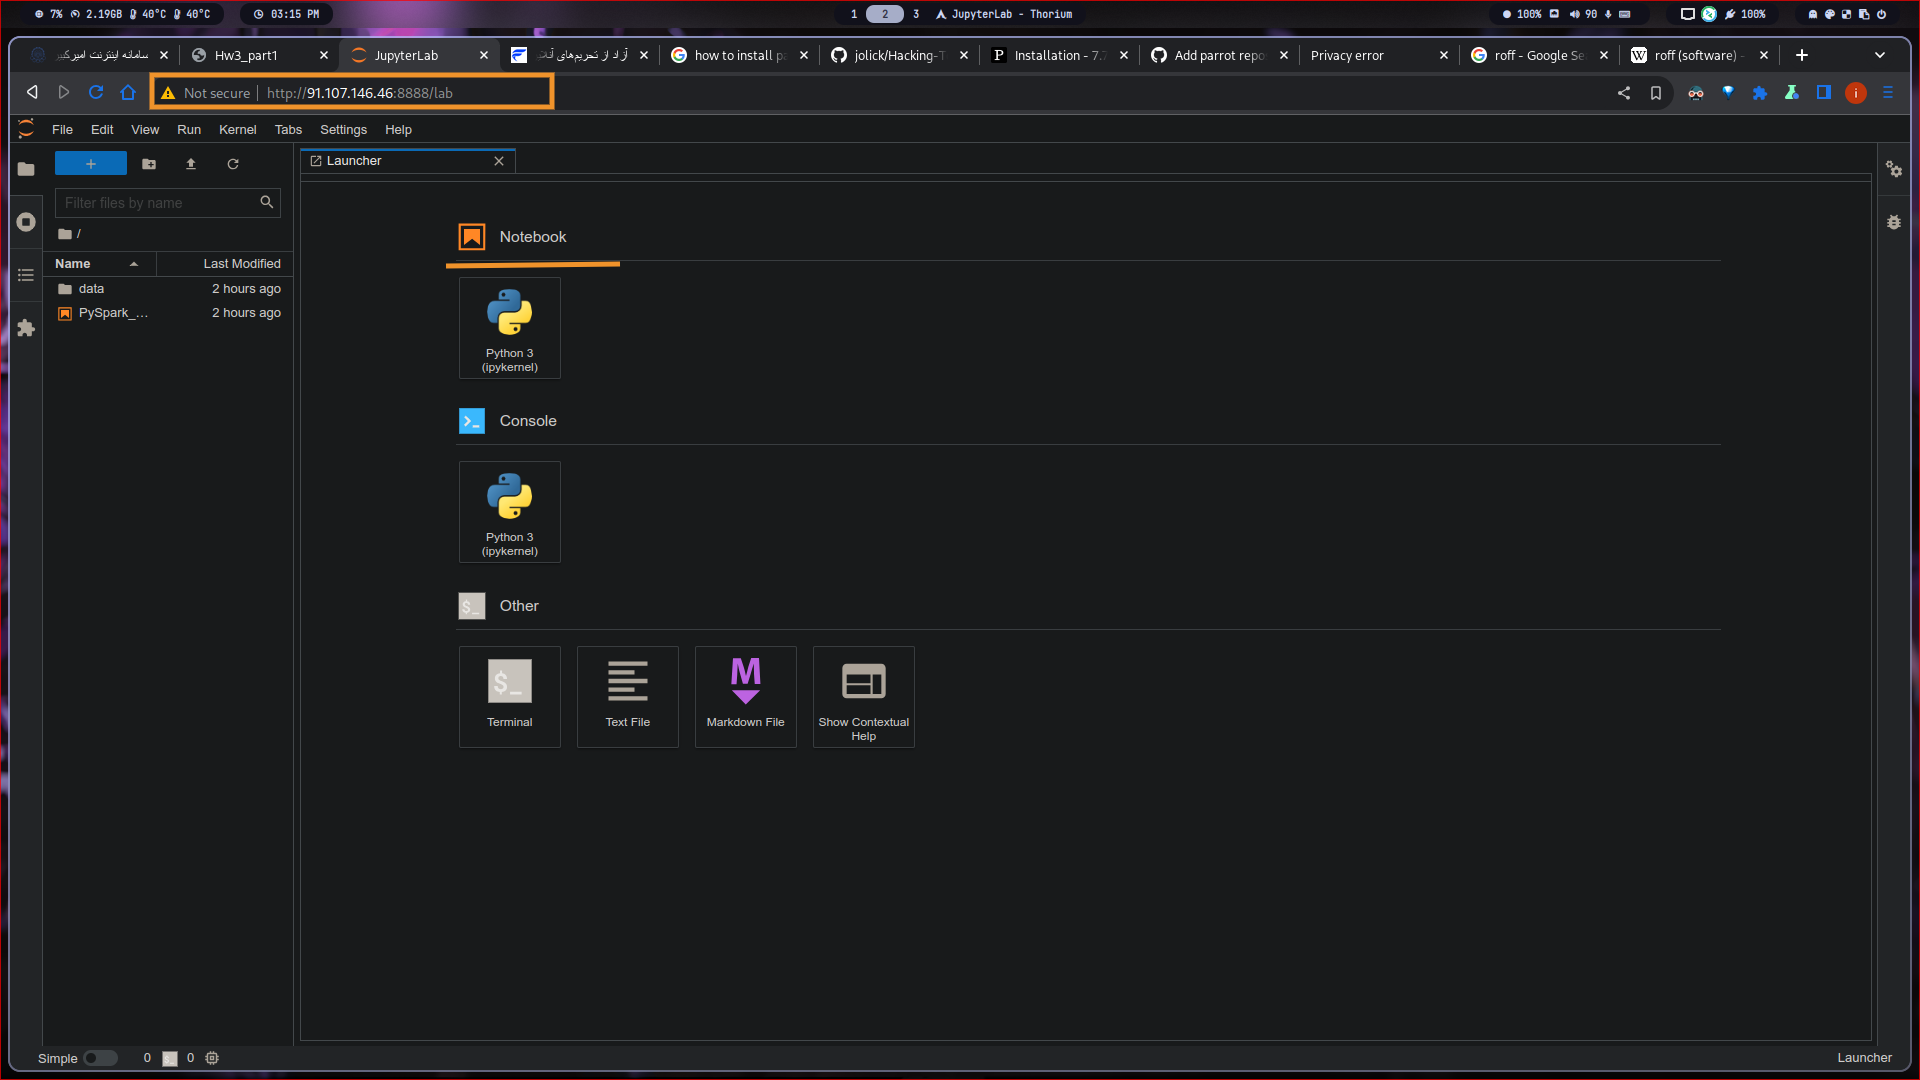 7% 2.19GB 40°C 40°C 03:15 PM 1 2 3 JupyterLab - Thorium 100% 90 100%
سامانه اینترنت امیرکبیر Hw3_part1 JupyterLab آزاد از تحریم‌های how to install pa jolick/Hacking-T Installation - 7. Add parrot repo Privacy error roff - Google Se roff (software) -
Not secure http://91.107.146.46:8888/lab
File Edit View Run Kernel Tabs Settings Help
Launcher
Filter files by name
/
Name Last Modified
data 2 hours ago
PySpark_... 2 hours ago
Notebook
Python 3
(ipykernel)
Console
>_
Python 3
(ipykernel)
$_ Other
$_
Terminal
Text File
M
Markdown File
Show Contextual
Help
Simple 0 $_ 0 Launcher